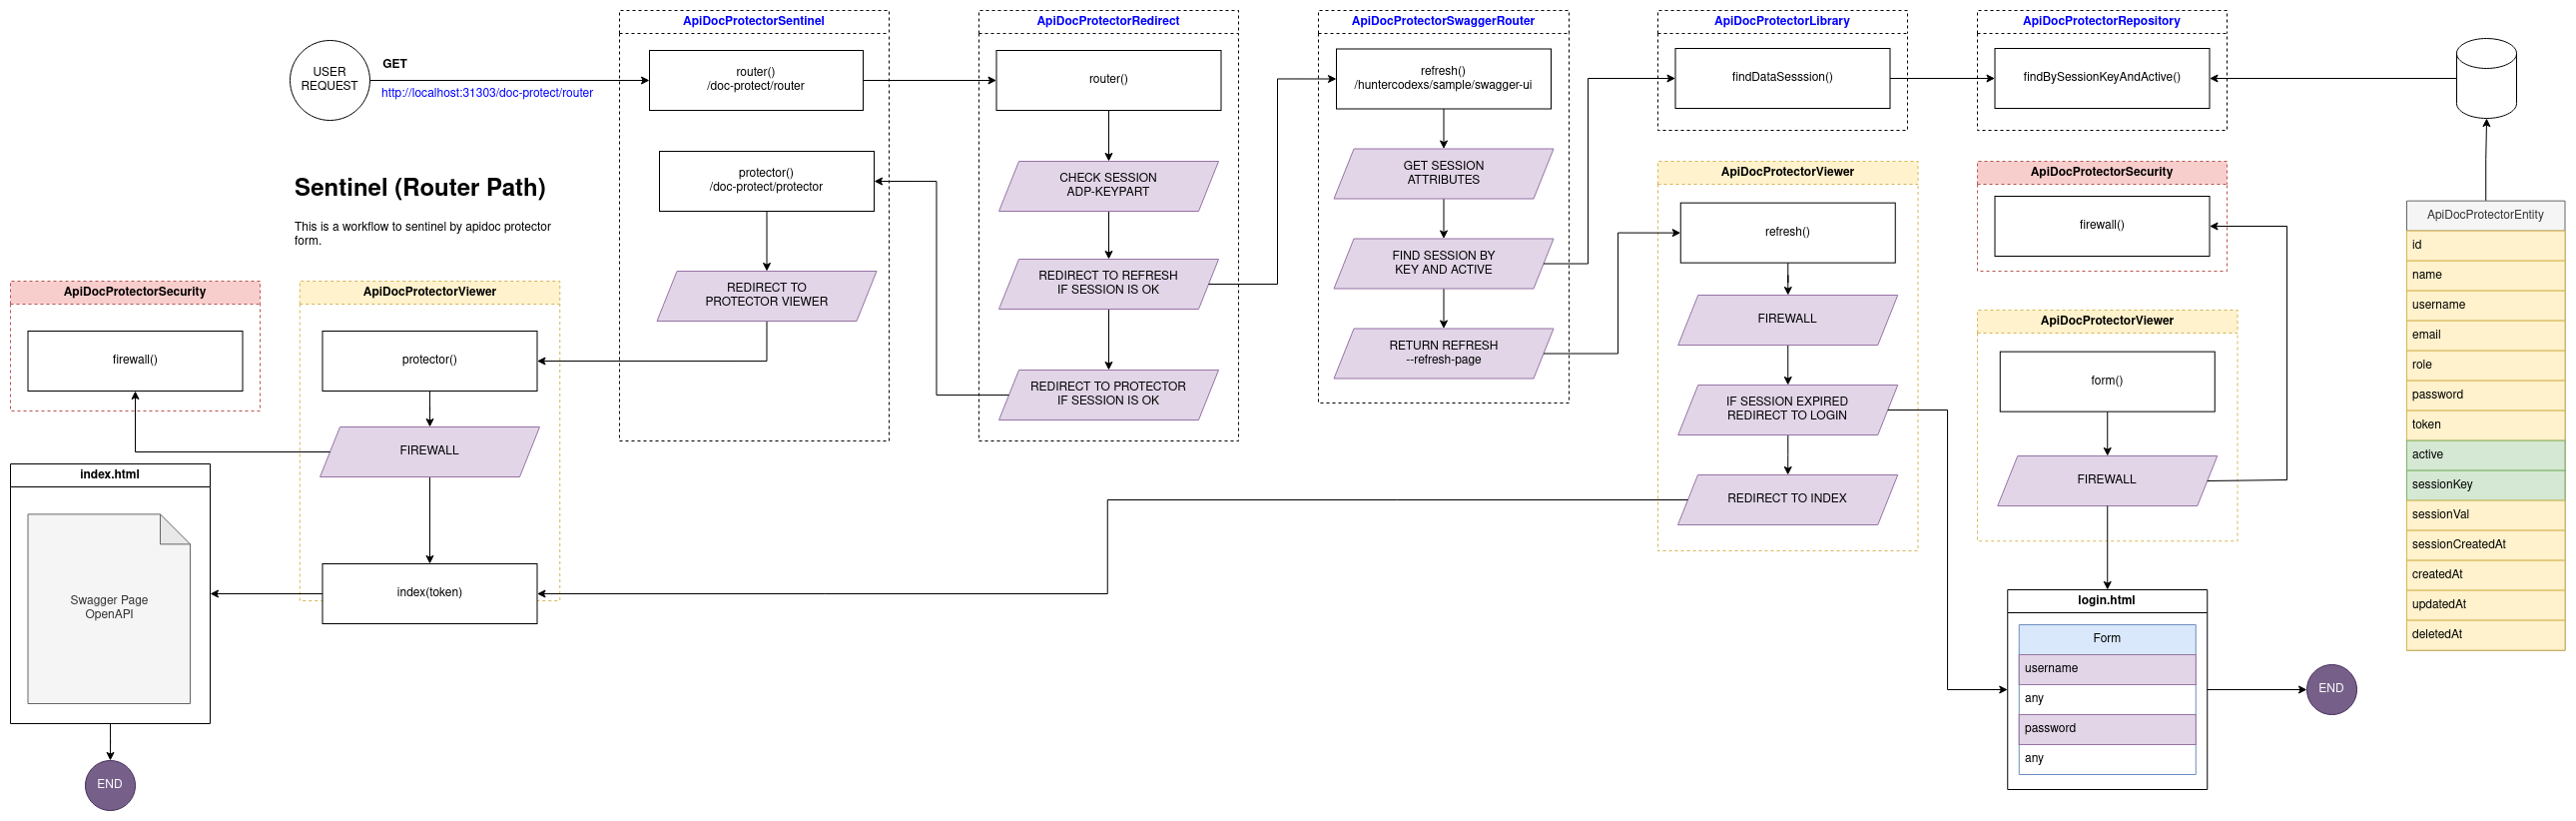 USER
REQUEST
GET
http://localhost:31303/doc-protect/router
Sentinel (Router Path)
This is a workflow to sentinel by apidoc protector
form.
ApiDocProtectorSentinel
router()
/doc-protect/router
protector()
/doc-protect/protector
REDIRECT TO
PROTECTOR VIEWER
ApiDocProtectorRedirect
router()
CHECK SESSION
ADP-KEYPART
REDIRECT TO REFRESH
IF SESSION IS OK
REDIRECT TO PROTECTOR
IF SESSION IS OK
ApiDocProtectorSwaggerRouter
refresh()
/huntercodexs/sample/swagger-ui
GET SESSION
ATTRIBUTES
FIND SESSION BY
KEY AND ACTIVE
RETURN REFRESH
--refresh-page
ApiDocProtectorLibrary
findDataSesssion()
ApiDocProtectorRepository
findBySessionKeyAndActive()
ApiDocProtectorViewer
refresh()
FIREWALL
IF SESSION EXPIRED
REDIRECT TO LOGIN
REDIRECT TO INDEX
ApiDocProtectorSecurity
firewall()
ApiDocProtectorViewer
form()
FIREWALL
login.html
Form
username
any
password
any
END
ApiDocProtectorEntity
id
name
username
email
role
password
token
active
sessionKey
sessionVal
sessionCreatedAt
createdAt
updatedAt
deletedAt
ApiDocProtectorSecurity
firewall()
ApiDocProtectorViewer
protector()
FIREWALL
index(token)
index.html
Swagger Page
OpenAPI
END